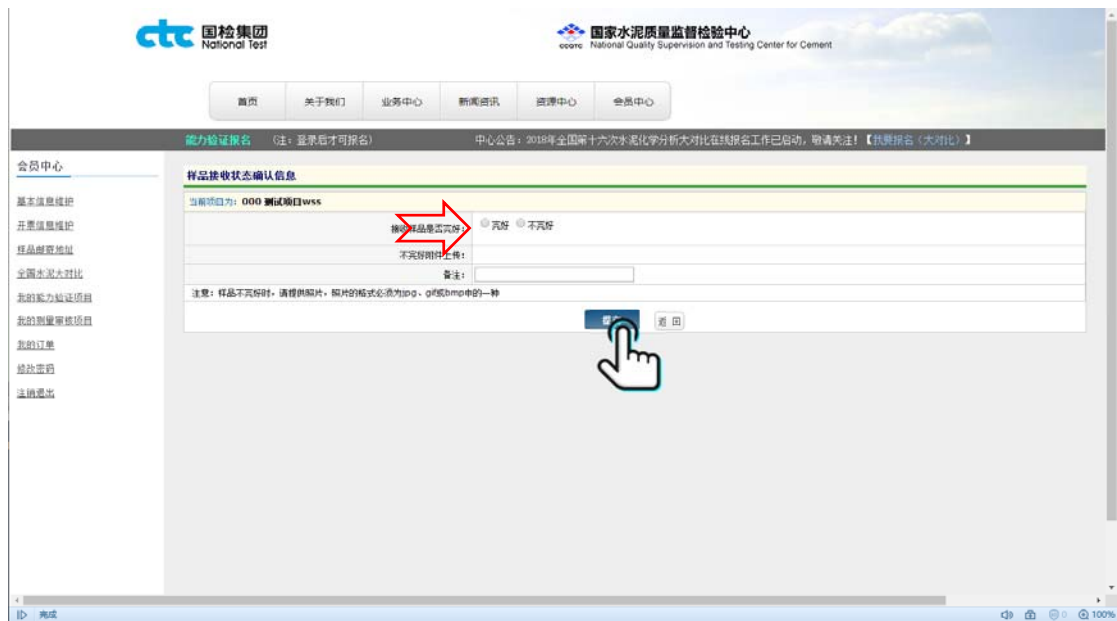 ctc 国检集团
National Test
国家水泥质量监督检验中心
CCQTC National Quality Supervision and Testing Center for Cement
首页 关于我们 业务中心 新闻资讯 资源中心 会员中心
能力验证报名 (注：登录后才可报名) 中心公告：2018年全国第十六次水泥化学分析大对比在线报名工作已启动，敬请关注！【我要报名（大对比）】
会员中心
基本信息维护
开票信息维护
样品邮寄地址
全国水泥大对比
我的能力验证项目
我的测量审核项目
我的订单
修改密码
注销退出
样品接收状态确认信息
当前项目为：000 测试项目wss
接收样品是否完好： 完好 不完好
不完好附件上传：
备注：
注意：样品不完好时，请提供照片，照片的格式必须为jpg、gif或bmp中的一种
返 回
完成
100%